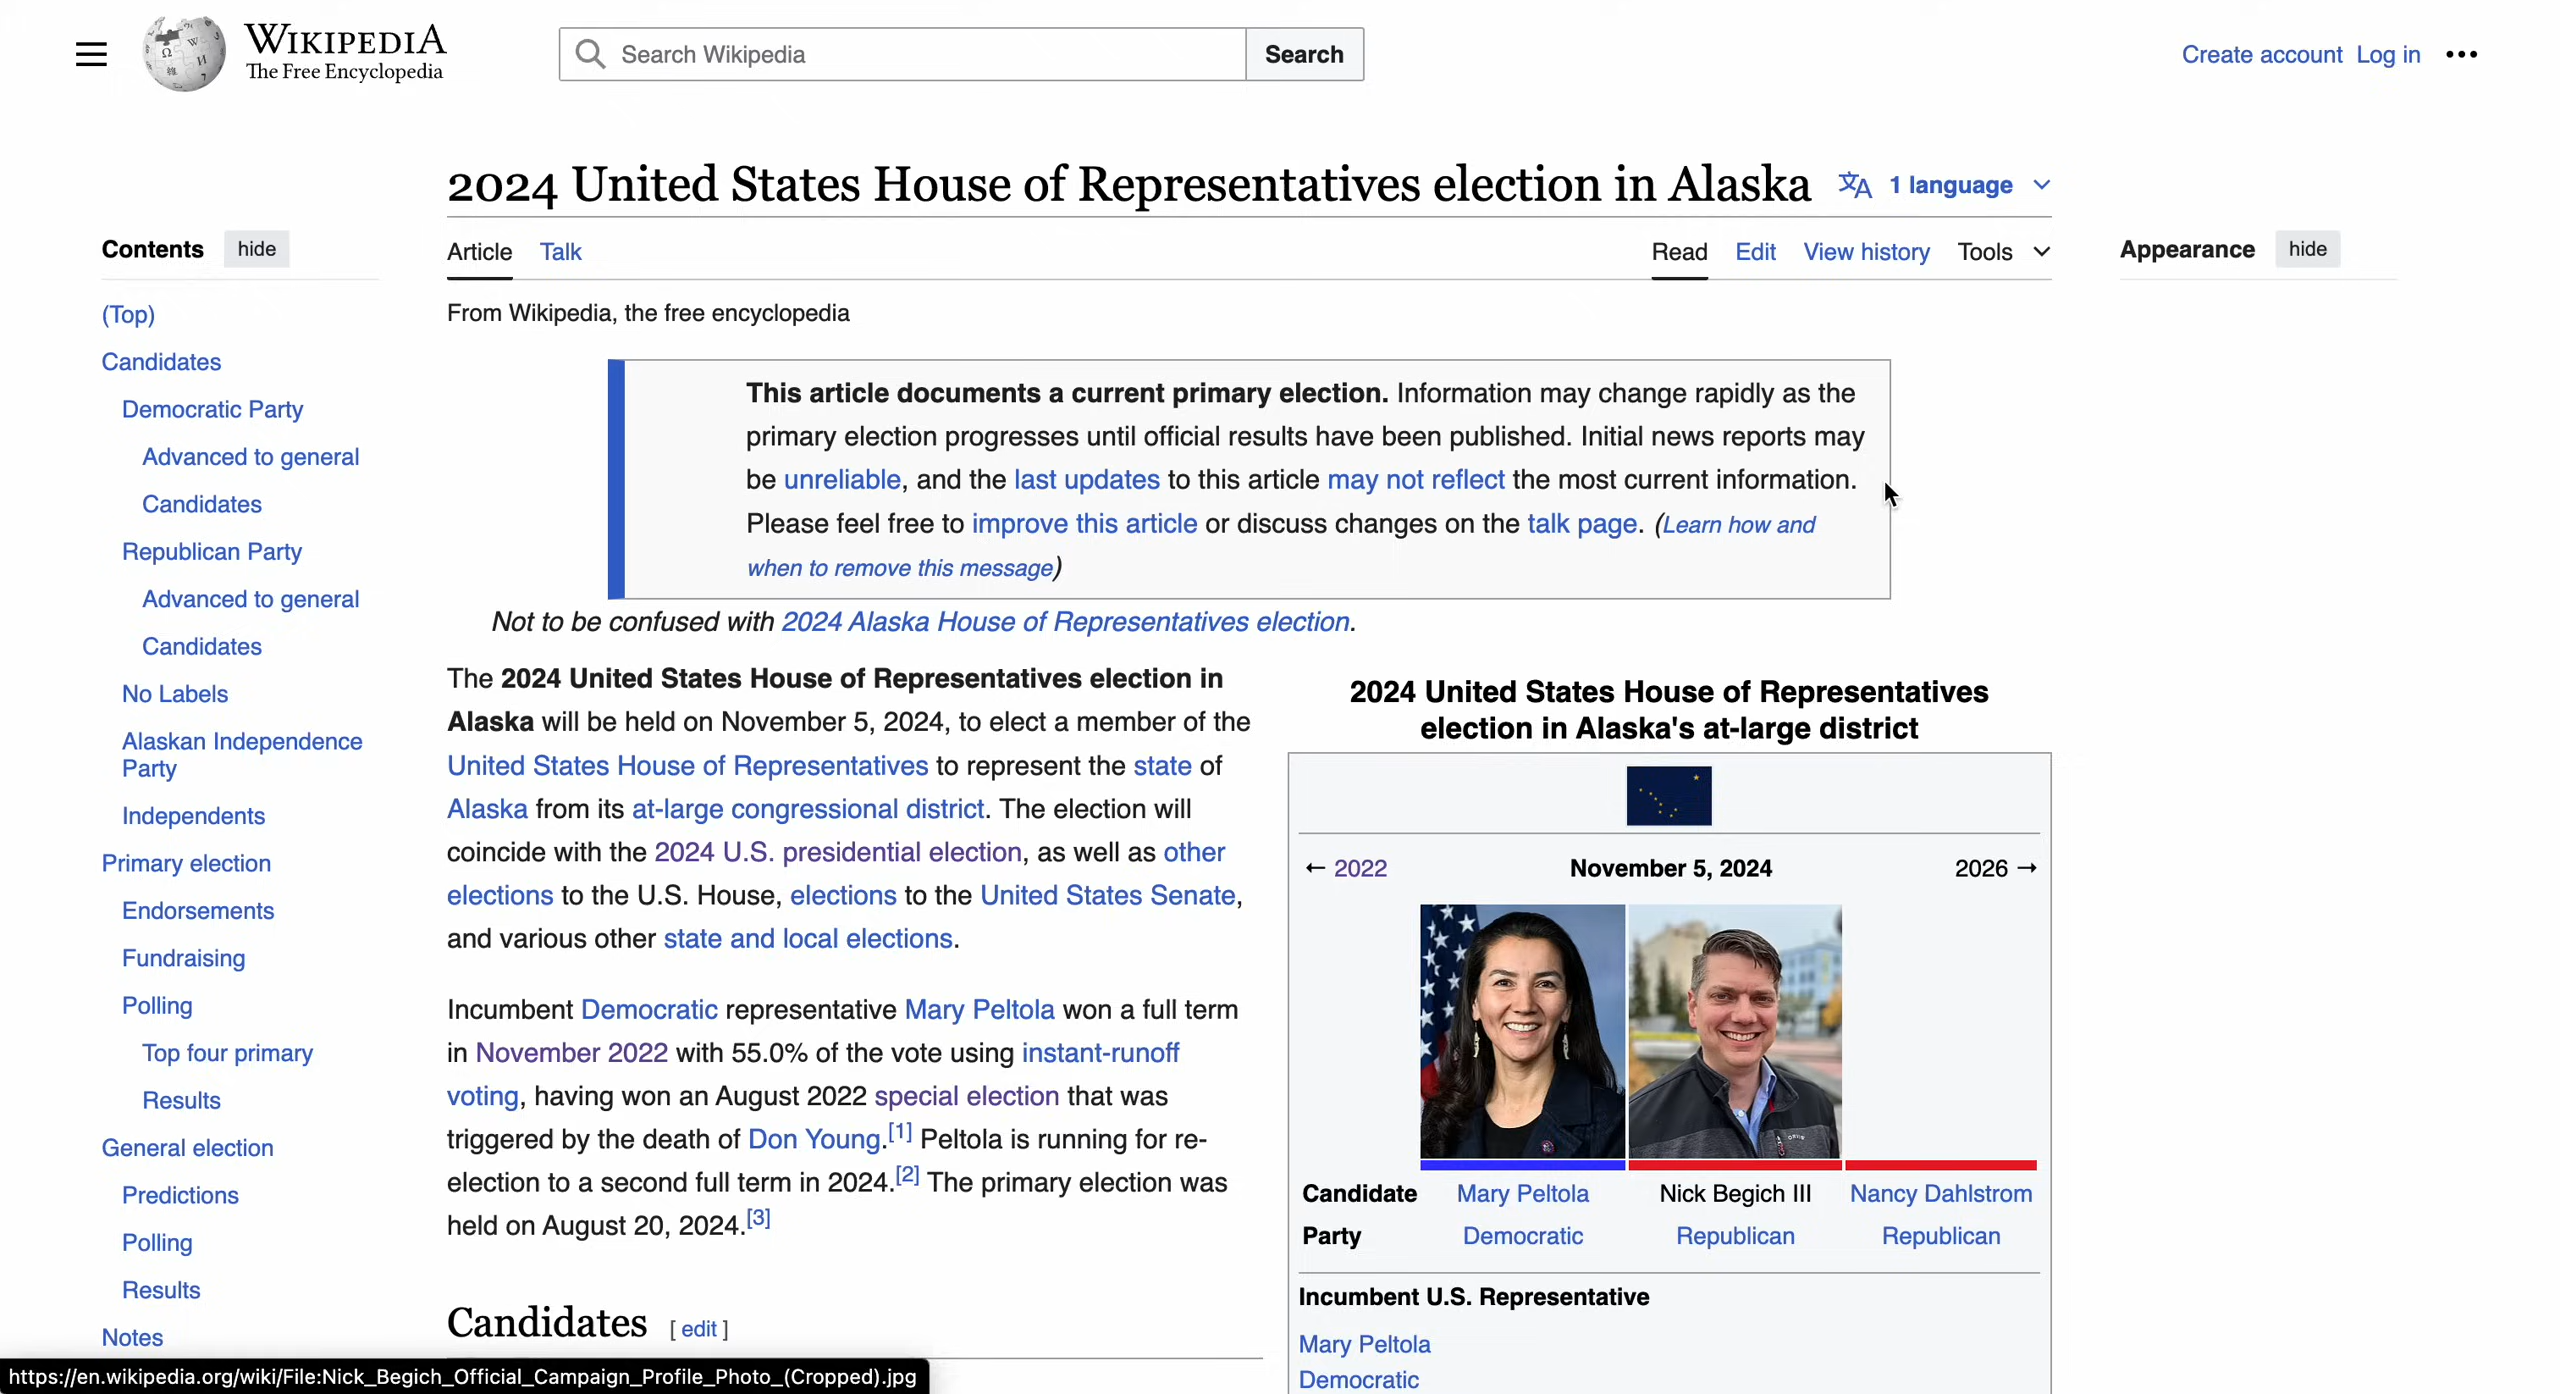 WIKIPEDIA
The Free Encyclopedia
Search Wikipedia
Search
Create account Log in
2024 United States House of Representatives election in Alaska
1 language
Contents hide
(Top)
Candidates
Democratic Party
Advanced to general
Candidates
Republican Party
Advanced to general
Candidates
No Labels
Alaskan Independence
Party
Independents
Primary election
Endorsements
Fundraising
Polling
Top four primary
Results
General election
Predictions
Polling
Results
Notes
Article Talk
Read Edit View history Tools
Appearance hide
From Wikipedia, the free encyclopedia
This article documents a current primary election. Information may change rapidly as the
primary election progresses until official results have been published. Initial news reports may
be unreliable, and the last updates to this article may not reflect the most current information.
Please feel free to improve this article or discuss changes on the talk page. (Learn how and
when to remove this message)
Not to be confused with 2024 Alaska House of Representatives election.
The 2024 United States House of Representatives election in
Alaska will be held on November 5, 2024, to elect a member of the
United States House of Representatives to represent the state of
Alaska from its at-large congressional district. The election will
coincide with the 2024 U.S. presidential election, as well as other
elections to the U.S. House, elections to the United States Senate,
and various other state and local elections.
Incumbent Democratic representative Mary Peltola won a full term
in November 2022 with 55.0% of the vote using instant-runoff
voting, having won an August 2022 special election that was
triggered by the death of Don Young.[1] Peltola is running for re-
election to a second full term in 2024.[2] The primary election was
held on August 20, 2024.[3]
Candidates [ edit ]
2024 United States House of Representatives
election in Alaska's at-large district
← 2022 November 5, 2024 2026 →
Candidate Mary Peltola Nick Begich III Nancy Dahlstrom
Party Democratic Republican Republican
Incumbent U.S. Representative
Mary Peltola
Democratic
https://en.wikipedia.org/wiki/File:Nick_Begich_Official_Campaign_Profile_Photo_(Cropped).jpg